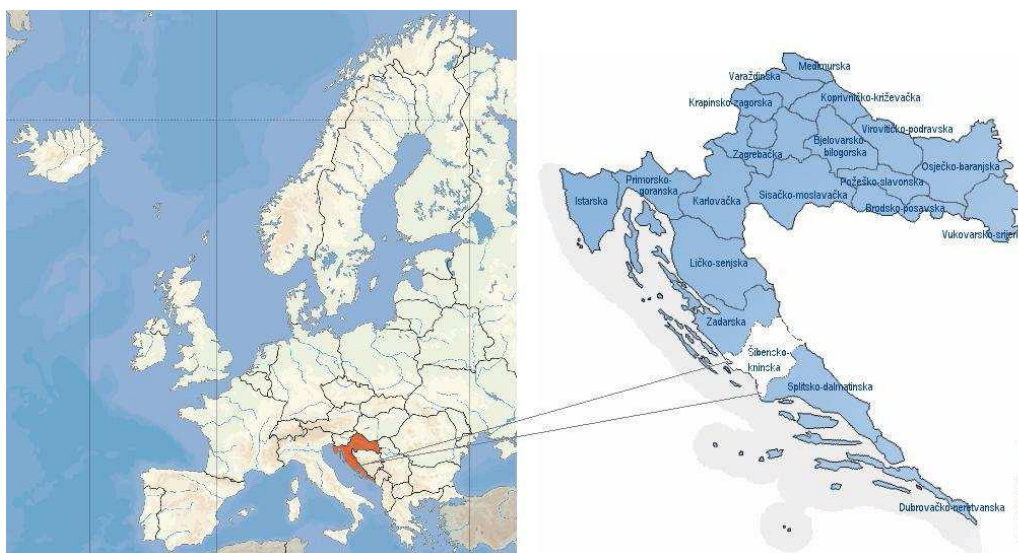 Međimurska
Varaždinska
Krapinsko-zagorska
Koprivničko-križevačka
Virovitičko-podravska
Bjelovarsko-
bilogorska
Zagrebačka
Osječko-baranjska
Primorsko-
goranska
Požeško-slavonska
Istarska
Karlovačka
Sisačko-moslavačka
Brodsko-posavska
Vukovarsko-srijem
Ličko-senjska
Zadarska
Šibensko-
kninska
Splitsko-dalmatinska
Dubrovačko-neretvanska